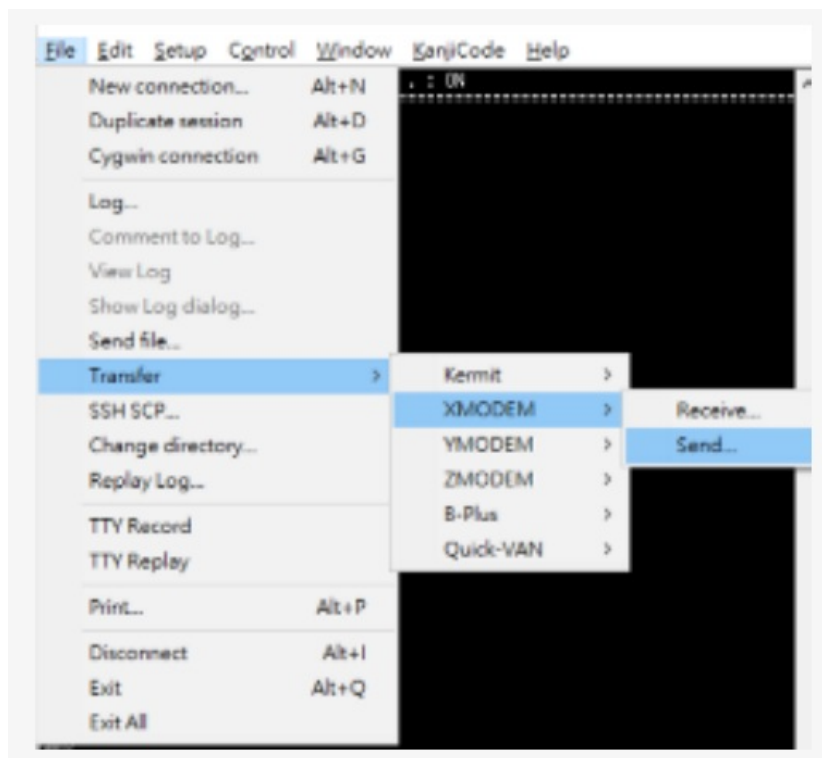 File Edit Setup Control Window KanjiCode Help
New connection... Alt+N
Duplicate session Alt+D
Cygwin connection Alt+G
Log...
Comment to Log...
View Log
Show Log dialog...
Send file...
Transfer >
SSH SCP...
Change directory...
Replay Log...
TTY Record
TTY Replay
Print... Alt+P
Disconnect Alt+I
Exit Alt+Q
Exit All
. : ON
Kermit >
XMODEM >
YMODEM >
ZMODEM >
B-Plus >
Quick-VAN >
Receive...
Send...